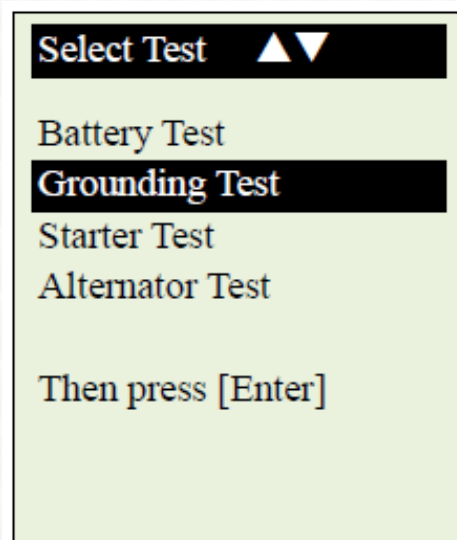 Select Test ▲▼
Battery Test
Grounding Test
Starter Test
Alternator Test
Then press [Enter]